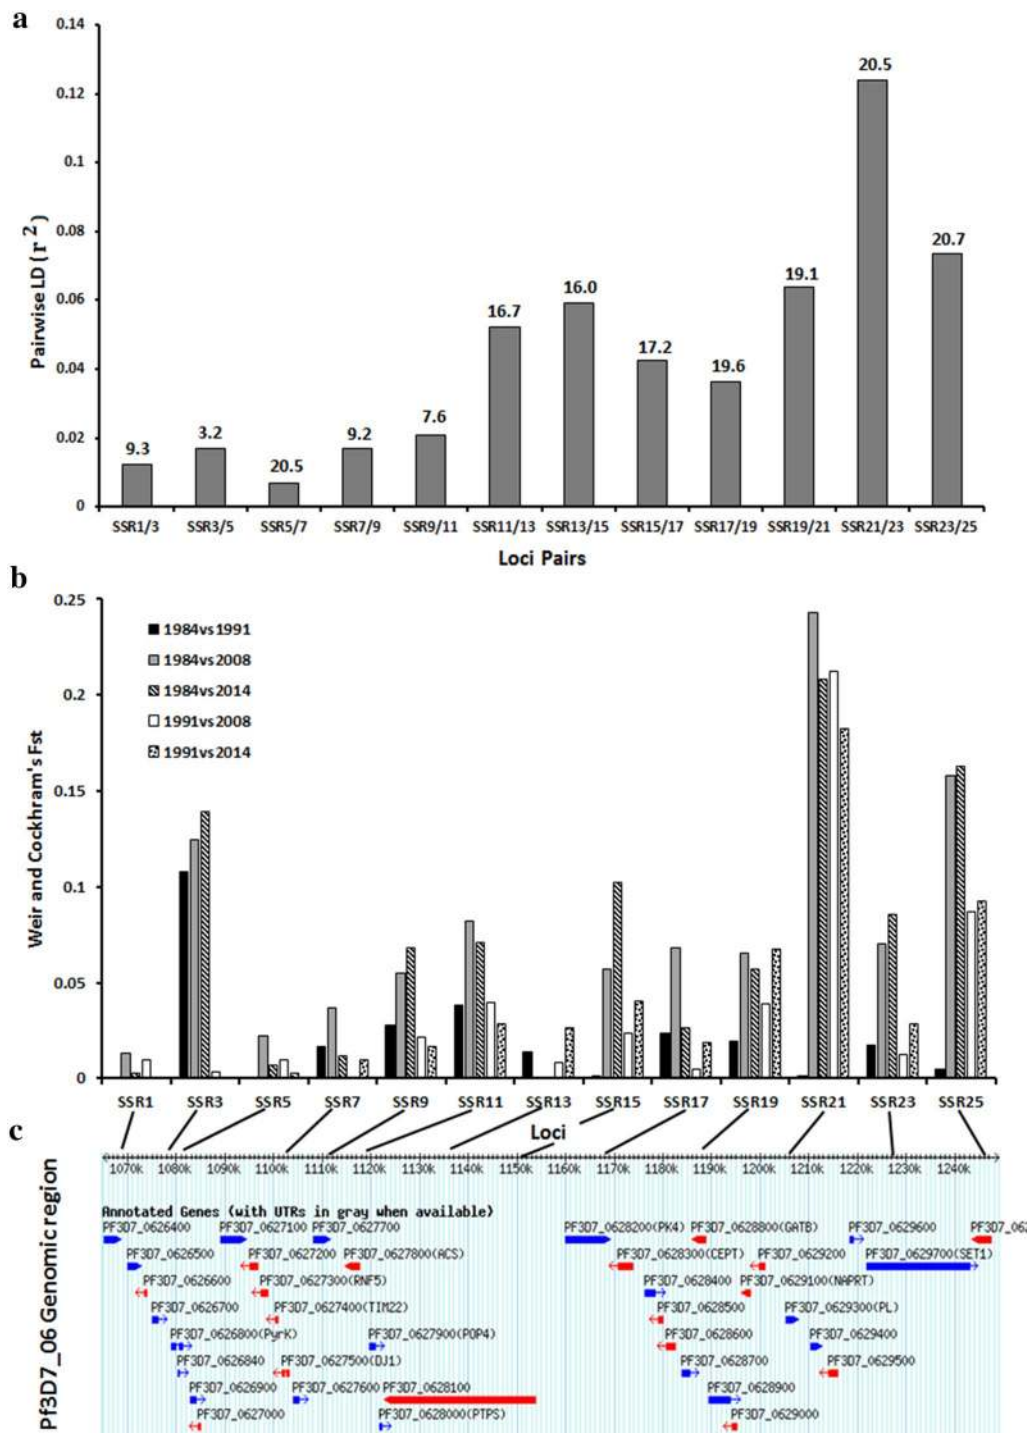 a
0.14
0.12
0.1
0.08
0.06
0.04
0.02
0
Pairwise LD (r²)
9.3
3.2
20.5
9.2
7.6
16.7
16.0
17.2
19.6
19.1
20.5
20.7
SSR1/3 SSR3/5 SSR5/7 SSR7/9 SSR9/11 SSR11/13 SSR13/15 SSR15/17 SSR17/19 SSR19/21 SSR21/23 SSR23/25
Loci Pairs
b
0.25
0.2
0.15
0.1
0.05
0
Weir and Cockhram's Fst
1984vs1991
1984vs2008
1984vs2014
1991vs2008
1991vs2014
SSR1 SSR3 SSR5 SSR7 SSR9 SSR11 SSR13 SSR15 SSR17 SSR19 SSR21 SSR23 SSR25
Loci
c
Pf3D7_06 Genomic region
1070k 1080k 1090k 1100k 1110k 1120k 1130k 1140k 1150k 1160k 1170k 1180k 1190k 1200k 1210k 1220k 1230k 1240k
Annotated Genes (with UTRs in gray when available)
PF3D7_0626400 PF3D7_0627100 PF3D7_0627700 PF3D7_0628200(PK4) PF3D7_0628800(GATB) PF3D7_0629600 PF3D7_062
PF3D7_0626500 PF3D7_0627200 PF3D7_0627800(ACS) PF3D7_0628300(CEPT) PF3D7_0629200 PF3D7_0629700(SET1)
PF3D7_0626600 PF3D7_0627300(RNF5) PF3D7_0628400 PF3D7_0629100(NAPRT)
PF3D7_0626700 PF3D7_0627400(TIM22) PF3D7_0628500 PF3D7_0629300(PL)
PF3D7_0626800(PyrK) PF3D7_0627900(POP4) PF3D7_0628600 PF3D7_0629400
PF3D7_0626840 PF3D7_0627500(DJ1) PF3D7_0628700 PF3D7_0629500
PF3D7_0626900 PF3D7_0627600 PF3D7_0628100 PF3D7_0628900
PF3D7_0627000 PF3D7_0628000(PTPS) PF3D7_0629000